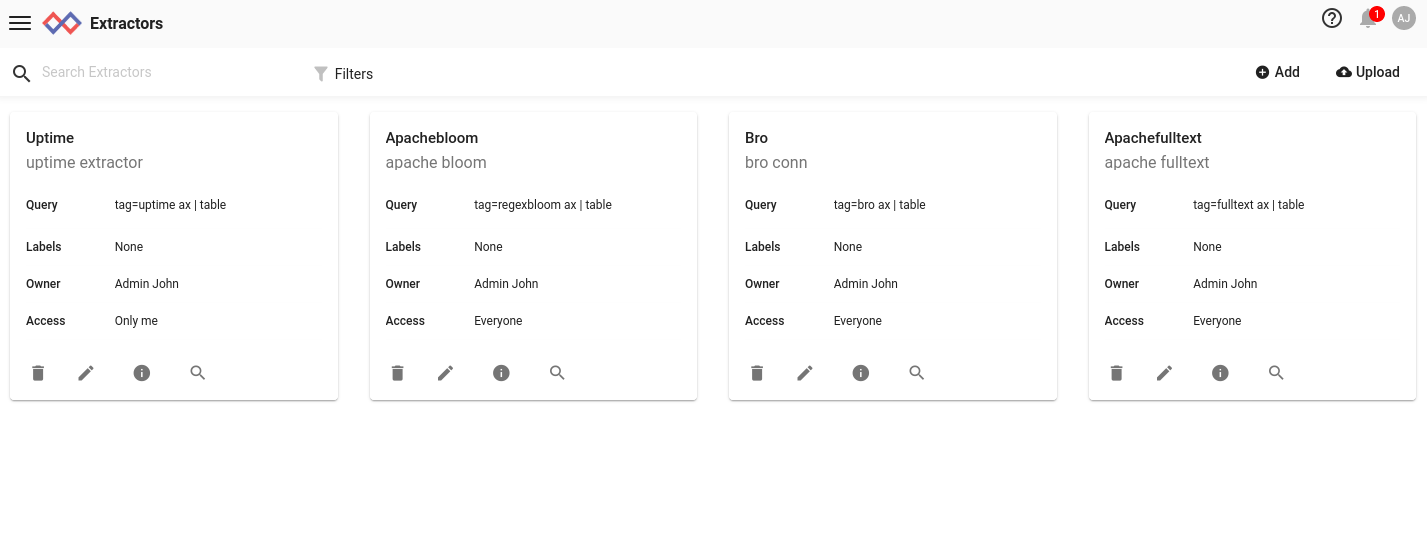 Extractors
1
AJ
Search Extractors
Filters
Add
Upload
Uptime
uptime extractor
Query tag=uptime ax | table
Labels None
Owner Admin John
Access Only me
Apachebloom
apache bloom
Query tag=regexbloom ax | table
Labels None
Owner Admin John
Access Everyone
Bro
bro conn
Query tag=bro ax | table
Labels None
Owner Admin John
Access Everyone
Apachefulltext
apache fulltext
Query tag=fulltext ax | table
Labels None
Owner Admin John
Access Everyone